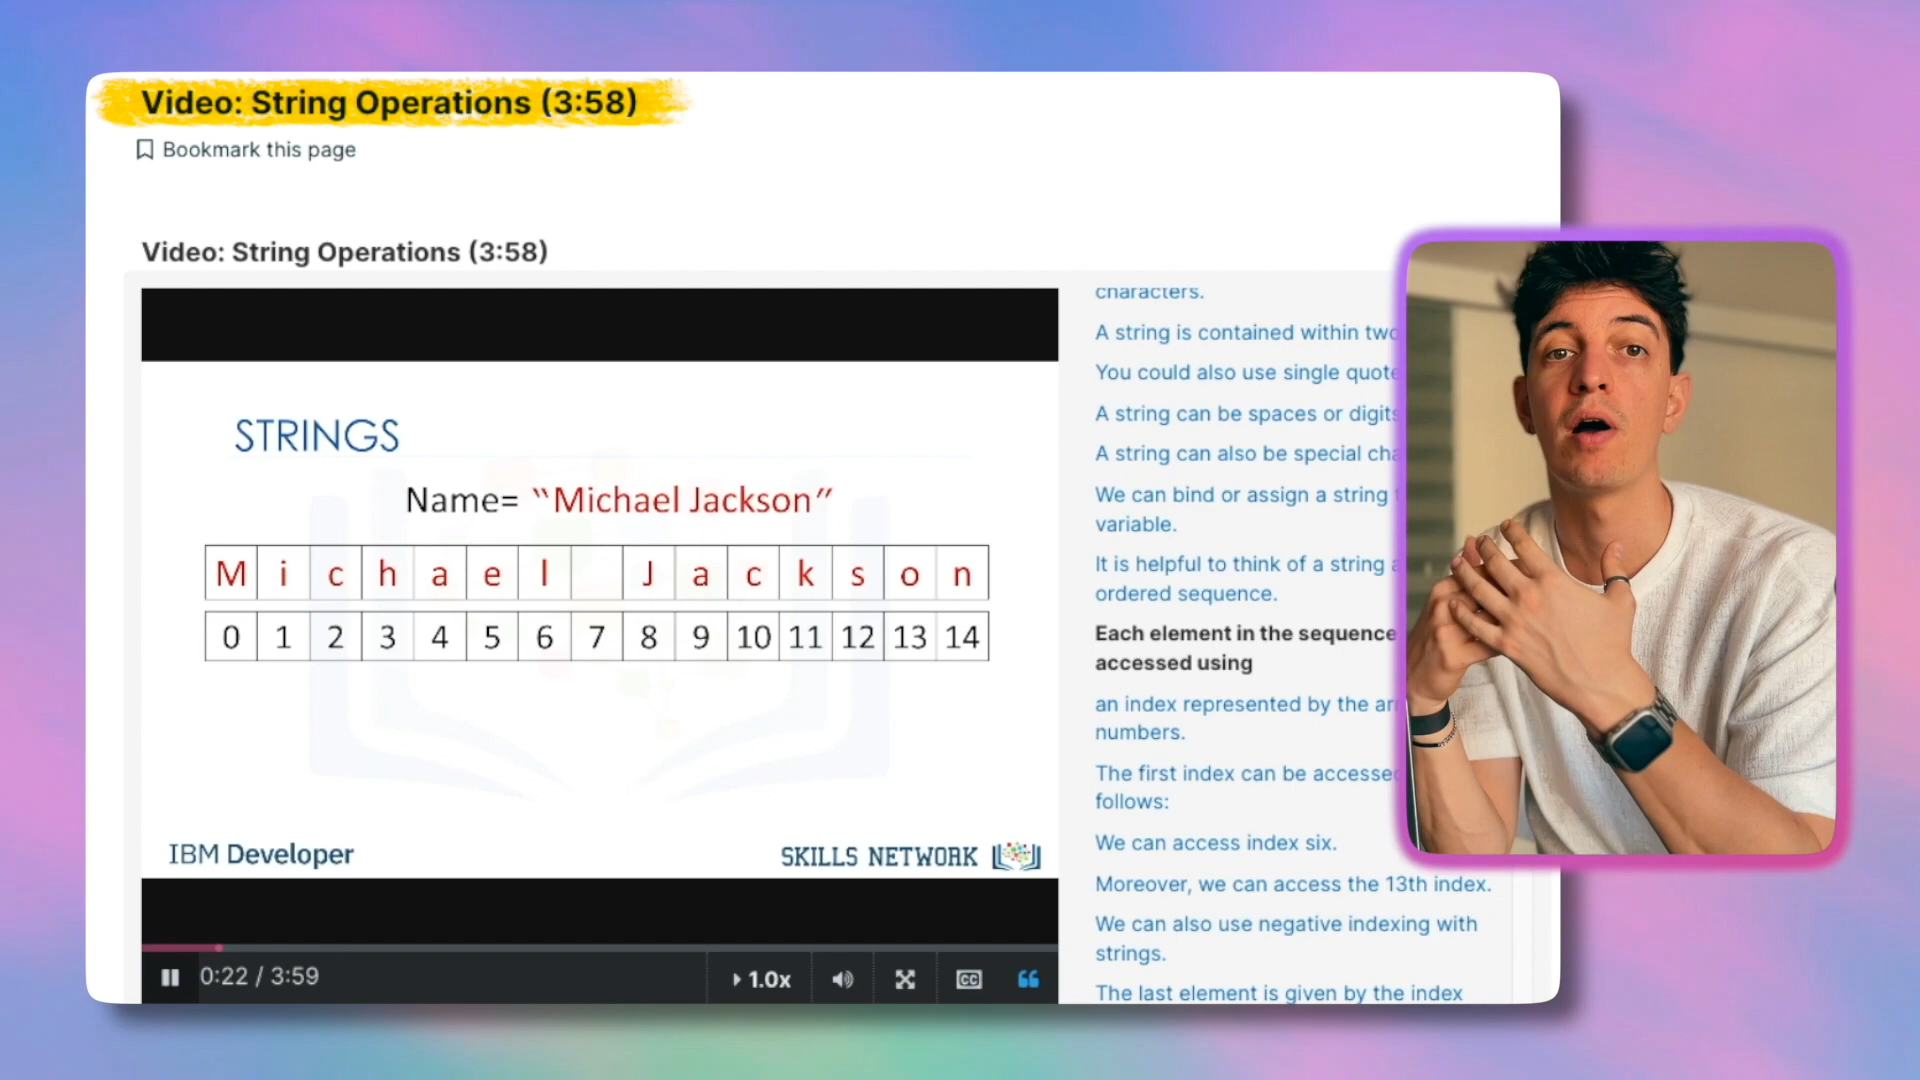 Video: String Operations (3:58)
Bookmark this page
Video: String Operations (3:58)
STRINGS
Name= "Michael Jackson"
M i c h a e l J a c k s o n
0 1 2 3 4 5 6 7 8 9 10 11 12 13 14
IBM Developer
SKILLS NETWORK
0:22 / 3:59
1.0x
CC
characters.
A string is contained within two
You could also use single quote
A string can be spaces or digits
A string can also be special
We can bind or assign a string
variable.
It is helpful to think of a string
ordered sequence.
Each element in the sequence
accessed using
an index represented by the
numbers.
The first index can be accessed
follows:
We can access index six.
Moreover, we can access the 13th index.
We can also use negative indexing with
strings.
The last element is given by the index